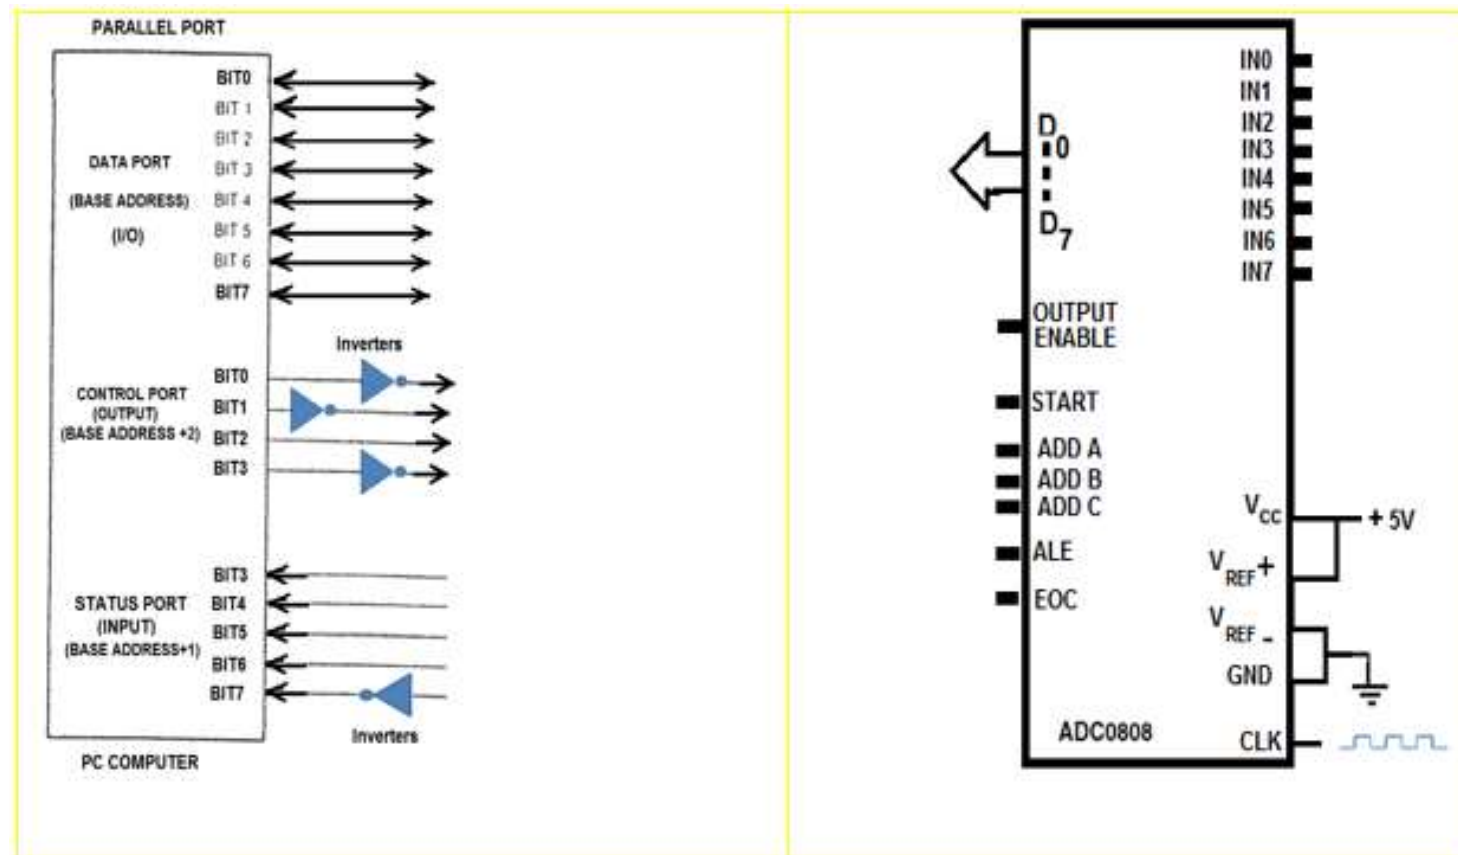 PARALLEL PORT
BIT0
BIT 1
BIT 2
DATA PORT
BIT 3
(BASE ADDRESS)
BIT 4
(I/O)
BIT 5
BIT 6
BIT7
Inverters
BIT0
CONTROL PORT
(OUTPUT)
BIT1
(BASE ADDRESS +2)
BIT2
BIT3
BIT3
STATUS PORT
BIT4
(INPUT)
BIT5
(BASE ADDRESS+1)
BIT6
BIT7
Inverters
PC COMPUTER
IN0
IN1
IN2
IN3
IN4
IN5
IN6
IN7
D0
D7
OUTPUT
ENABLE
START
ADD A
ADD B
ADD C
ALE
EOC
VCC
+ 5V
VREF+
VREF-
GND
ADC0808
CLK